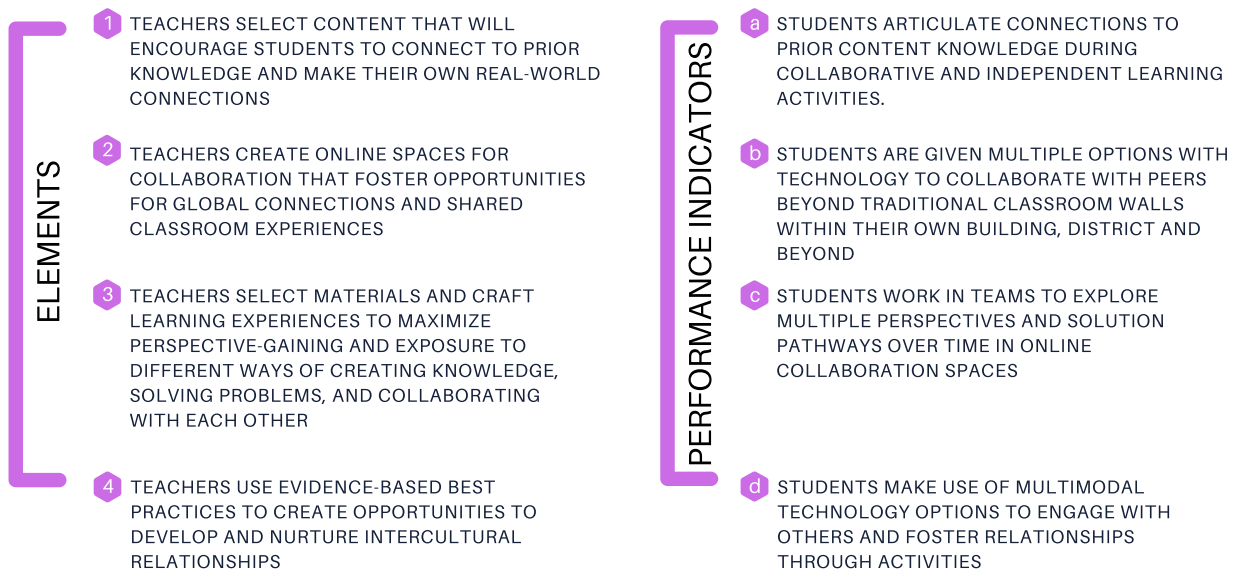 ELEMENTS
1
TEACHERS SELECT CONTENT THAT WILL
ENCOURAGE STUDENTS TO CONNECT TO PRIOR
KNOWLEDGE AND MAKE THEIR OWN REAL-WORLD
CONNECTIONS
2
TEACHERS CREATE ONLINE SPACES FOR
COLLABORATION THAT FOSTER OPPORTUNITIES
FOR GLOBAL CONNECTIONS AND SHARED
CLASSROOM EXPERIENCES
3
TEACHERS SELECT MATERIALS AND CRAFT
LEARNING EXPERIENCES TO MAXIMIZE
PERSPECTIVE-GAINING AND EXPOSURE TO
DIFFERENT WAYS OF CREATING KNOWLEDGE,
SOLVING PROBLEMS, AND COLLABORATING
WITH EACH OTHER
4
TEACHERS USE EVIDENCE-BASED BEST
PRACTICES TO CREATE OPPORTUNITIES TO
DEVELOP AND NURTURE INTERCULTURAL
RELATIONSHIPS
PERFORMANCE INDICATORS
a
STUDENTS ARTICULATE CONNECTIONS TO
PRIOR CONTENT KNOWLEDGE DURING
COLLABORATIVE AND INDEPENDENT LEARNING
ACTIVITIES.
b
STUDENTS ARE GIVEN MULTIPLE OPTIONS WITH
TECHNOLOGY TO COLLABORATE WITH PEERS
BEYOND TRADITIONAL CLASSROOM WALLS
WITHIN THEIR OWN BUILDING, DISTRICT AND
BEYOND
c
STUDENTS WORK IN TEAMS TO EXPLORE
MULTIPLE PERSPECTIVES AND SOLUTION
PATHWAYS OVER TIME IN ONLINE
COLLABORATION SPACES
d
STUDENTS MAKE USE OF MULTIMODAL
TECHNOLOGY OPTIONS TO ENGAGE WITH
OTHERS AND FOSTER RELATIONSHIPS
THROUGH ACTIVITIES